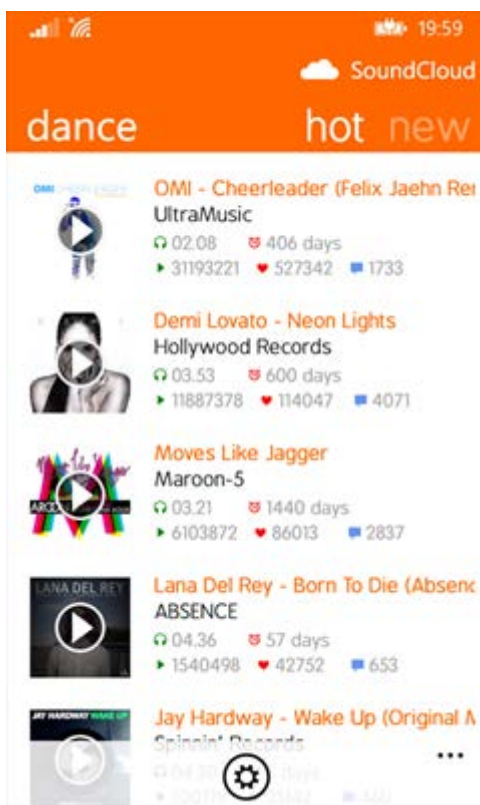 19:59
SoundCloud
dance hot new
OMI - Cheerleader (Felix Jaehn Rei
UltraMusic
02.08 406 days
31193221 527342 1733
Demi Lovato - Neon Lights
Hollywood Records
03.53 600 days
11887378 114047 4071
Moves Like Jagger
Maroon-5
03.21 1440 days
6103872 86013 2837
LANA DEL REY
Lana Del Rey - Born To Die (Absenc
ABSENCE
04.36 57 days
1540498 42752 653
JAY HARDWAY WAKE UP
Jay Hardway - Wake Up (Original M
Spinnin' Records